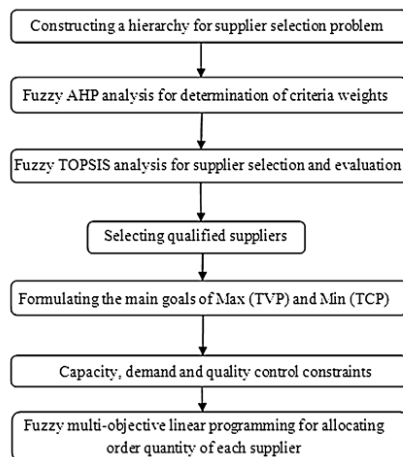 Constructing a hierarchy for supplier selection problem
Fuzzy AHP analysis for determination of criteria weights
Fuzzy TOPSIS analysis for supplier selection and evaluation
Selecting qualified suppliers
Formulating the main goals of Max (TVP) and Min (TCP)
Capacity, demand and quality control constraints
Fuzzy multi-objective linear programming for allocating
order quantity of each supplier